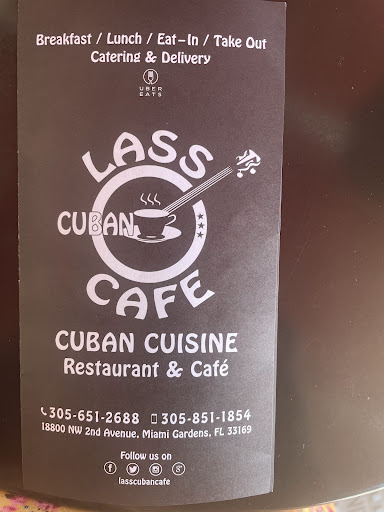 Breakfast / Lunch / Eat-In / Take Out
Catering & Delivery
UBER
EATS
LASS
CUBAN
CAFE
CUBAN CUISINE
Restaurant & Café
305-651-2688 305-851-1854
18800 NW 2nd Avenue, Miami Gardens, FL 33169
Follow us on
lasscubancafe